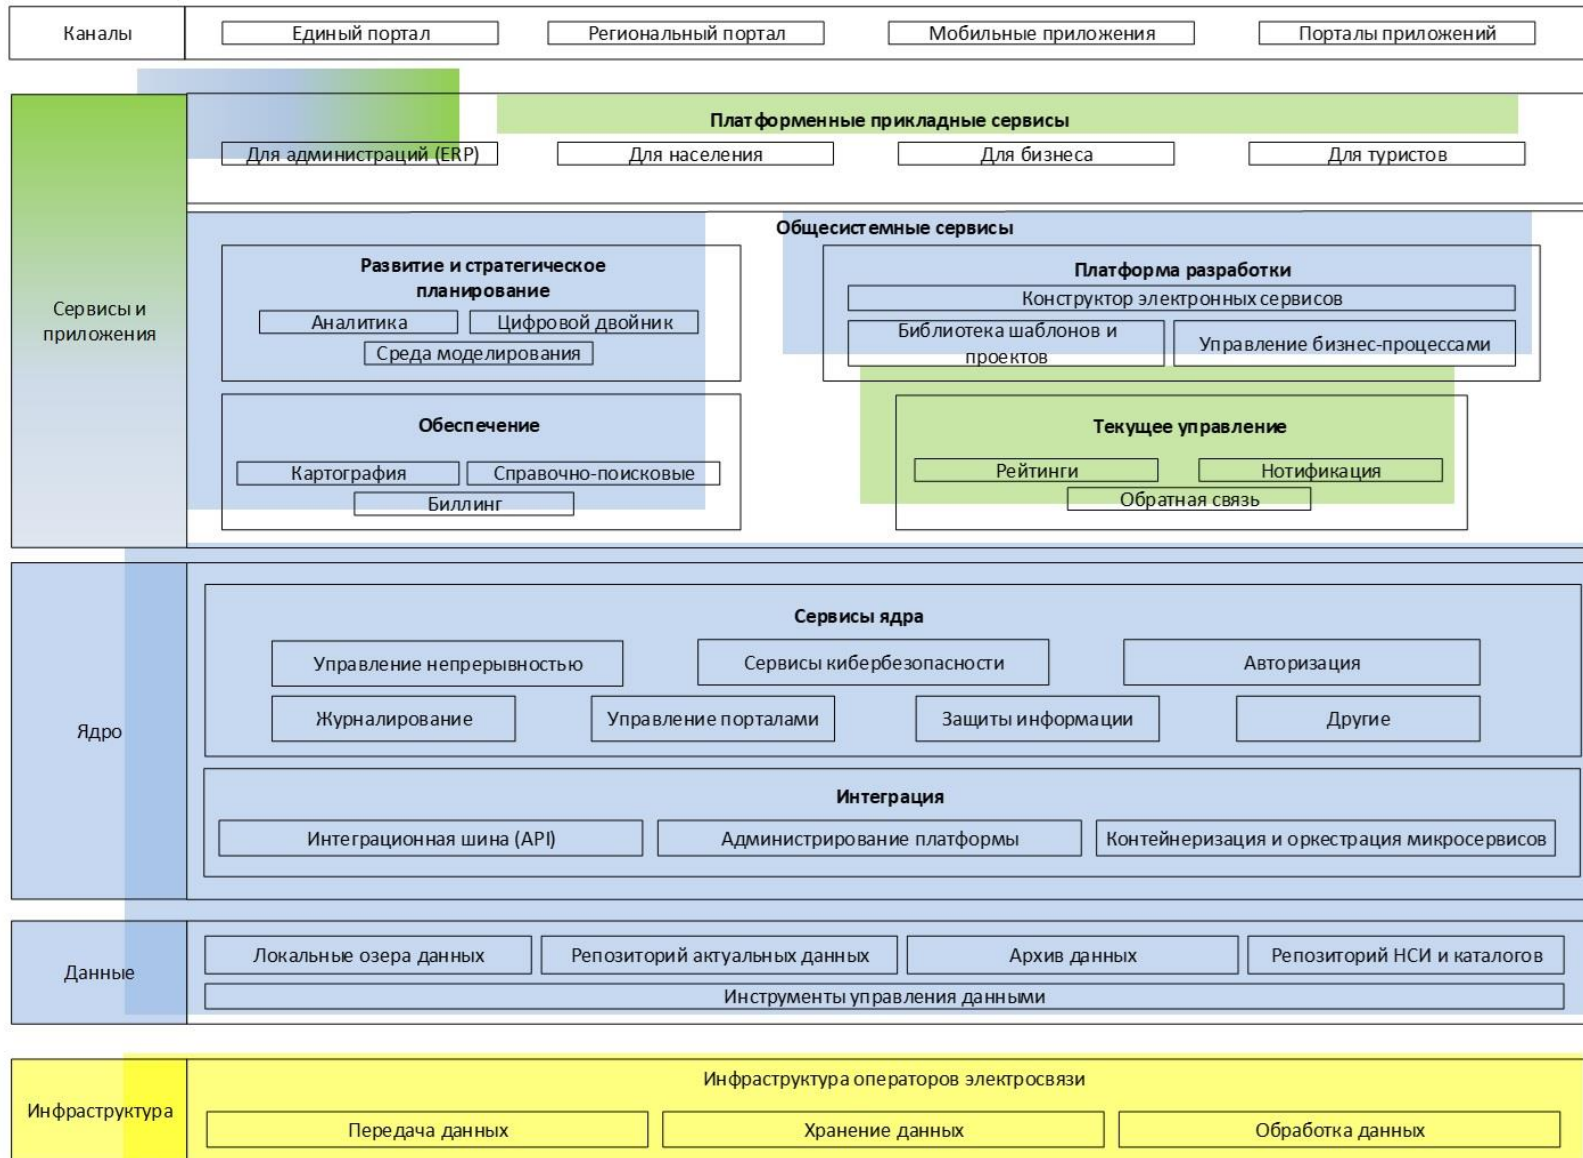 Каналы
Единый портал
Региональный портал
Мобильные приложения
Порталы приложений
Сервисы и
приложения
Платформенные прикладные сервисы
Для администраций (ERP)
Для населения
Для бизнеса
Для туристов
Общесистемные сервисы
Развитие и стратегическое
планирование
Аналитика
Цифровой двойник
Среда моделирования
Платформа разработки
Конструктор электронных сервисов
Библиотека шаблонов и
проектов
Управление бизнес-процессами
Обеспечение
Картография
Справочно-поисковые
Биллинг
Текущее управление
Рейтинги
Нотификация
Обратная связь
Ядро
Сервисы ядра
Управление непрерывностью
Сервисы кибербезопасности
Авторизация
Журналирование
Управление порталами
Защиты информации
Другие
Интеграция
Интеграционная шина (API)
Администрирование платформы
Контейнеризация и оркестрация микросервисов
Данные
Локальные озера данных
Репозиторий актуальных данных
Архив данных
Репозиторий НСИ и каталогов
Инструменты управления данными
Инфраструктура
Инфраструктура операторов электросвязи
Передача данных
Хранение данных
Обработка данных